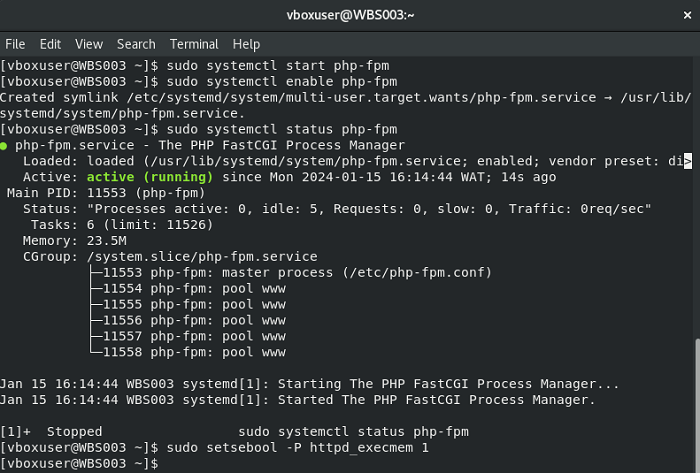 vboxuser@WBS003:~
File Edit View Search Terminal Help
[vboxuser@WBS003 ~]$ sudo systemctl start php-fpm
[vboxuser@WBS003 ~]$ sudo systemctl enable php-fpm
Created symlink /etc/systemd/system/multi-user.target.wants/php-fpm.service → /usr/lib/
systemd/system/php-fpm.service.
[vboxuser@WBS003 ~]$ sudo systemctl status php-fpm
● php-fpm.service - The PHP FastCGI Process Manager
   Loaded: loaded (/usr/lib/systemd/system/php-fpm.service; enabled; vendor preset: di>
   Active: active (running) since Mon 2024-01-15 16:14:44 WAT; 14s ago
 Main PID: 11553 (php-fpm)
   Status: "Processes active: 0, idle: 5, Requests: 0, slow: 0, Traffic: 0req/sec"
    Tasks: 6 (limit: 11526)
   Memory: 23.5M
   CGroup: /system.slice/php-fpm.service
           ├─11553 php-fpm: master process (/etc/php-fpm.conf)
           ├─11554 php-fpm: pool www
           ├─11555 php-fpm: pool www
           ├─11556 php-fpm: pool www
           ├─11557 php-fpm: pool www
           └─11558 php-fpm: pool www
Jan 15 16:14:44 WBS003 systemd[1]: Starting The PHP FastCGI Process Manager...
Jan 15 16:14:44 WBS003 systemd[1]: Started The PHP FastCGI Process Manager.
[1]+  Stopped                 sudo systemctl status php-fpm
[vboxuser@WBS003 ~]$ sudo setsebool -P httpd_execmem 1
[vboxuser@WBS003 ~]$